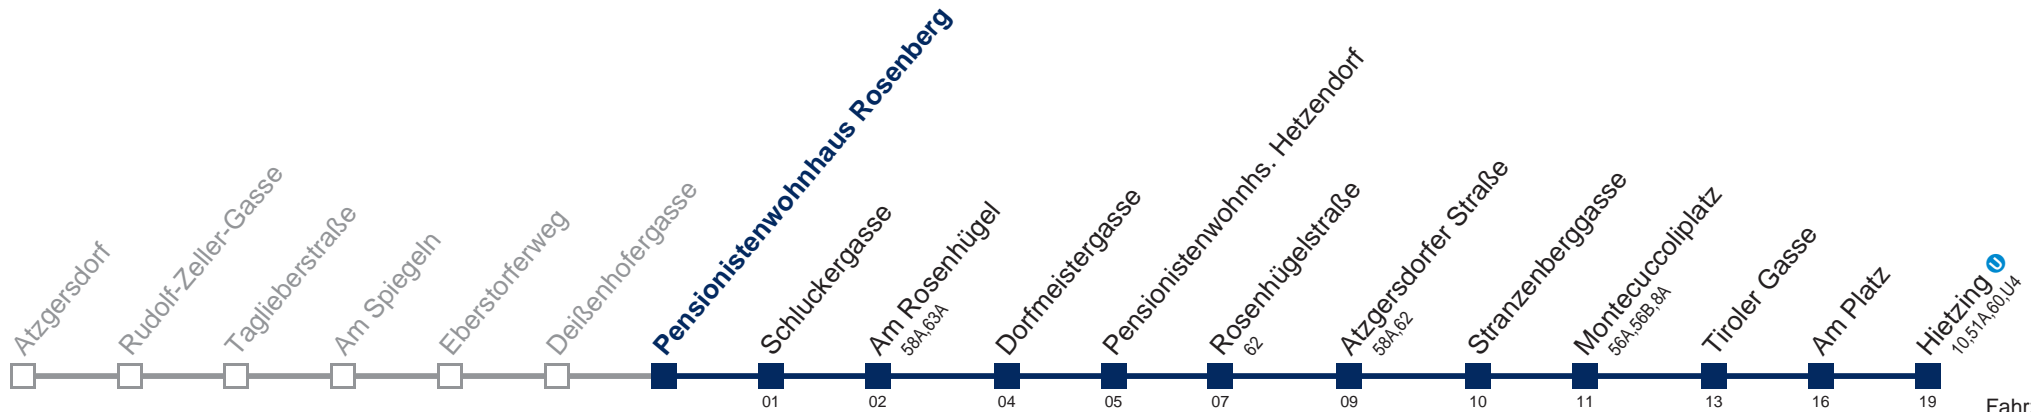 Atzgersdorf
Rudolf-Zeller-Gasse
Taglieberstraße
Am Spiegeln
Eberstorferweg
Deißenhofergasse
Pensionistenwohnhaus Rosenberg
Schluckergasse
01
Am Rosenhügel
58A,63A
02
Dorfmeistergasse
04
Pensionistenwohnhs. Hetzendorf
05
Rosenhügelstraße
62
07
Atzgersdorfer Straße
58A,62
09
Stranzenberggasse
10
Montecuccoliplatz
56A,56B,8A
11
Tiroler Gasse
13
Am Platz
16
Hietzing U
10,51A,60,U4
19
Fahr